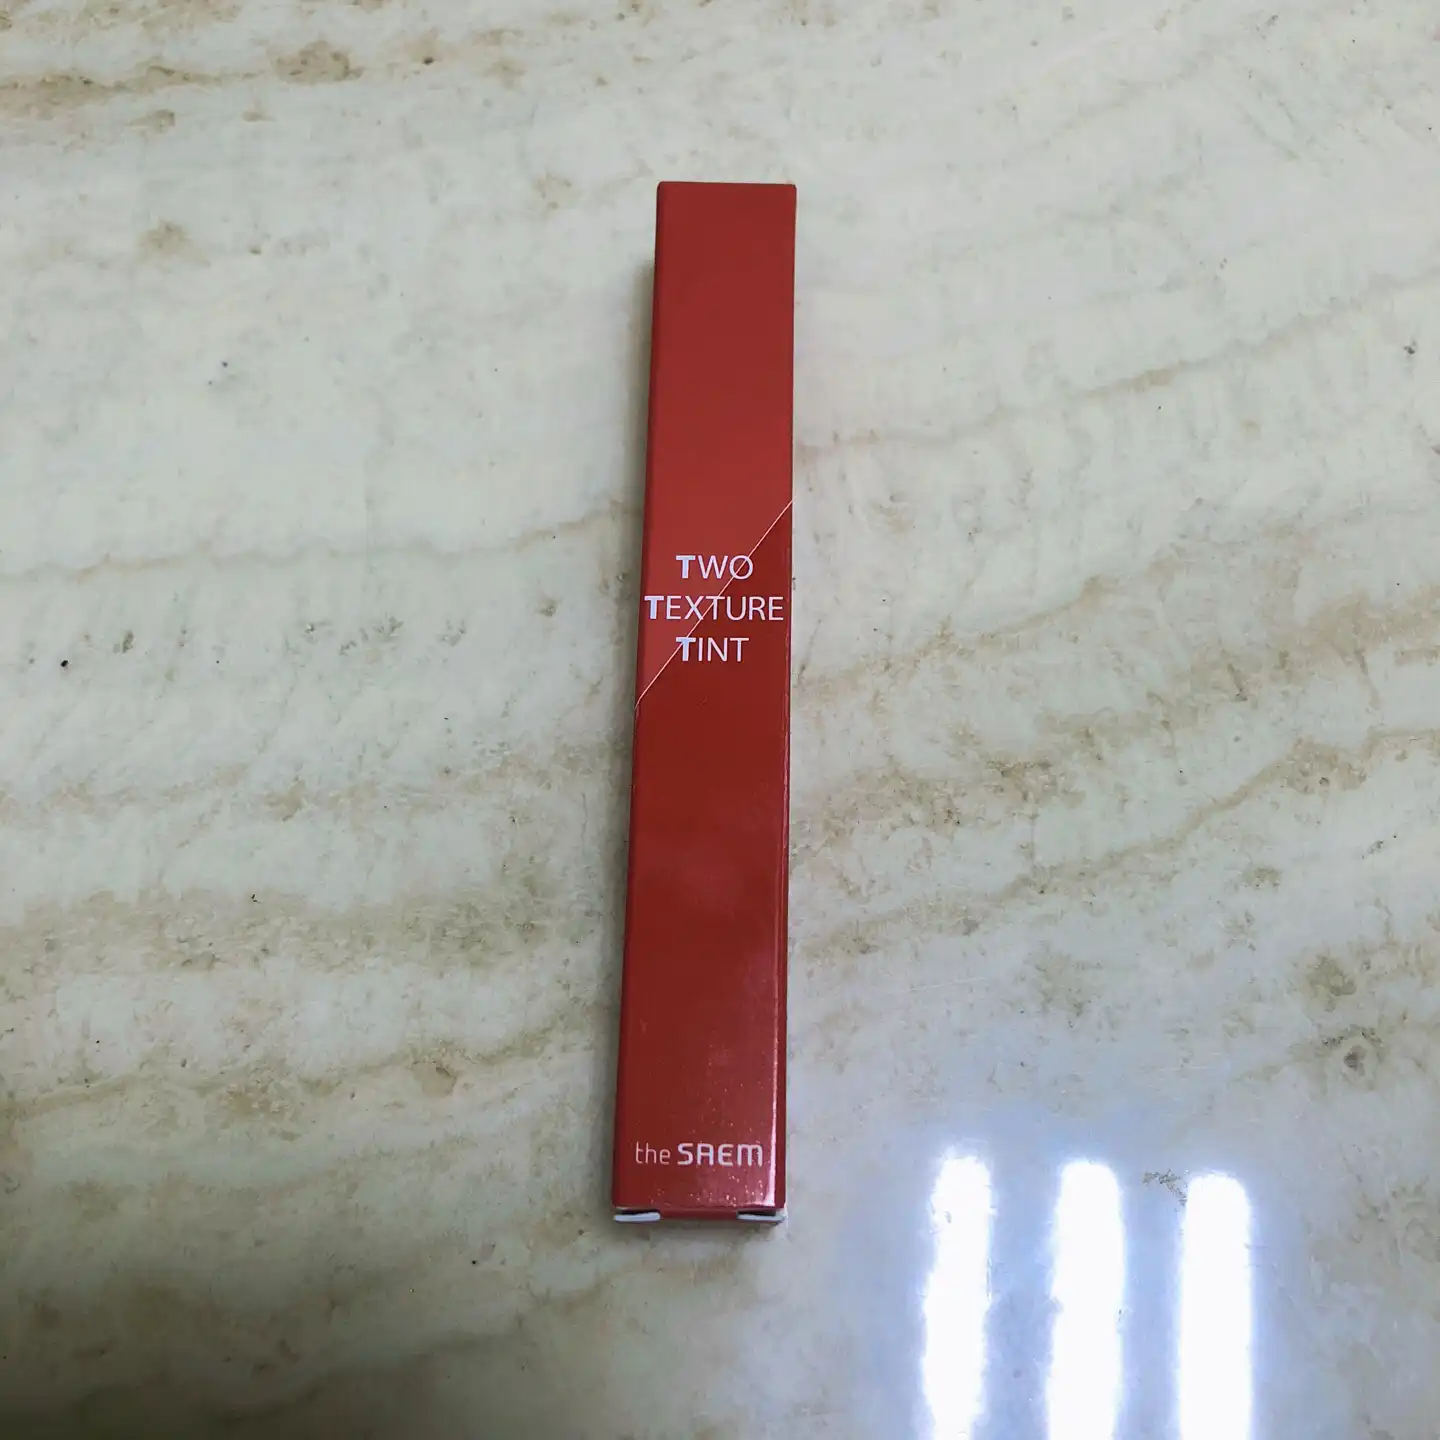 TWO
TEXTURE
TINT
the SAEM